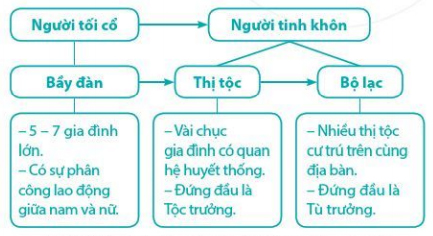 Người tối cổ
Người tinh khôn
Bầy đàn
Thị tộc
Bộ lạc
– 5 – 7 gia đình
lớn.
– Có sự phân
công lao động
giữa nam và nữ.
– Vài chục
gia đình có quan
hệ huyết thống.
– Đứng đầu là
Tộc trưởng.
– Nhiều thị tộc
cư trú trên cùng
địa bàn.
– Đứng đầu là
Tù trưởng.